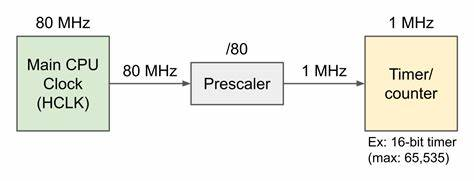 80 MHz
Main CPU
Clock
(HCLK)
80 MHz
/80
Prescaler
1 MHz
1 MHz
Timer/
counter
Ex: 16-bit timer
(max: 65,535)